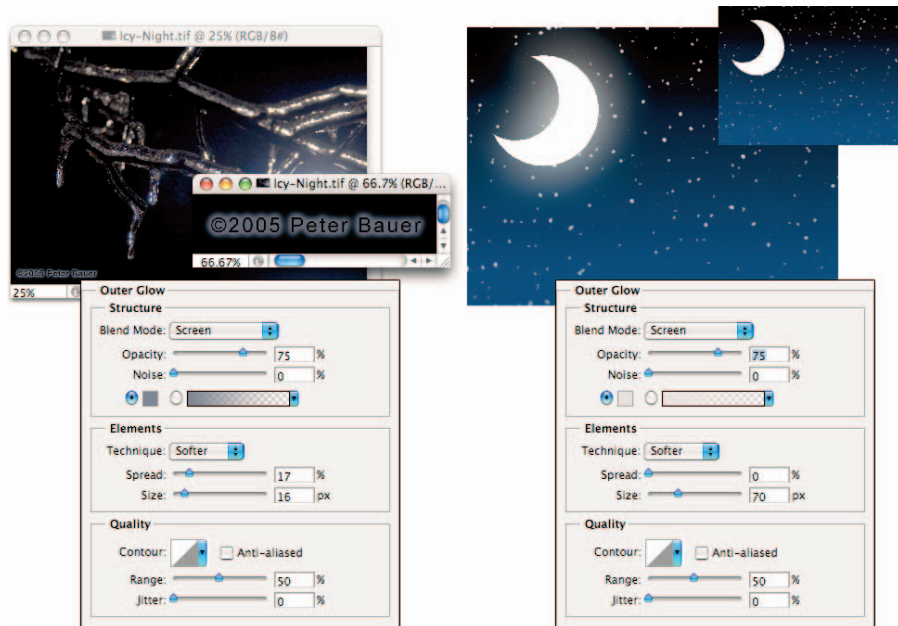 Icy-Night.tif @ 25% (RGB/8#)
Icy-Night.tif @ 66.7% (RGB/...
©2005 Peter Bauer
66.67%
©2005 Peter Bauer
25%
Outer Glow
Structure
Blend Mode: Screen
Opacity: 75 %
Noise: 0 %
Elements
Technique: Softer
Spread: 17 %
Size: 16 px
Quality
Contour: Anti-aliased
Range: 50 %
Jitter: 0 %
Outer Glow
Structure
Blend Mode: Screen
Opacity: 75 %
Noise: 0 %
Elements
Technique: Softer
Spread: 0 %
Size: 70 px
Quality
Contour: Anti-aliased
Range: 50 %
Jitter: 0 %